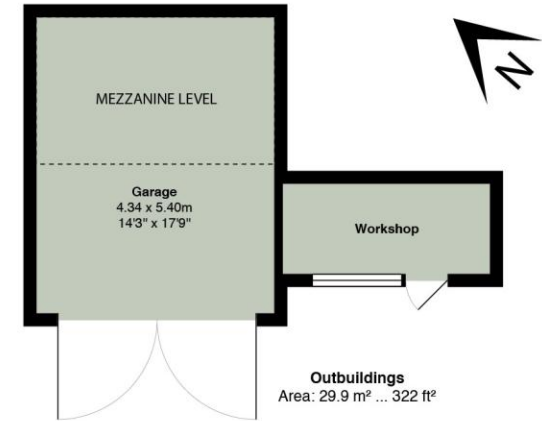 MEZZANINE LEVEL
N
Garage
4.34 x 5.40m
14'3" x 17'9"
Workshop
Outbuildings
Area: 29.9 m² ... 322 ft²